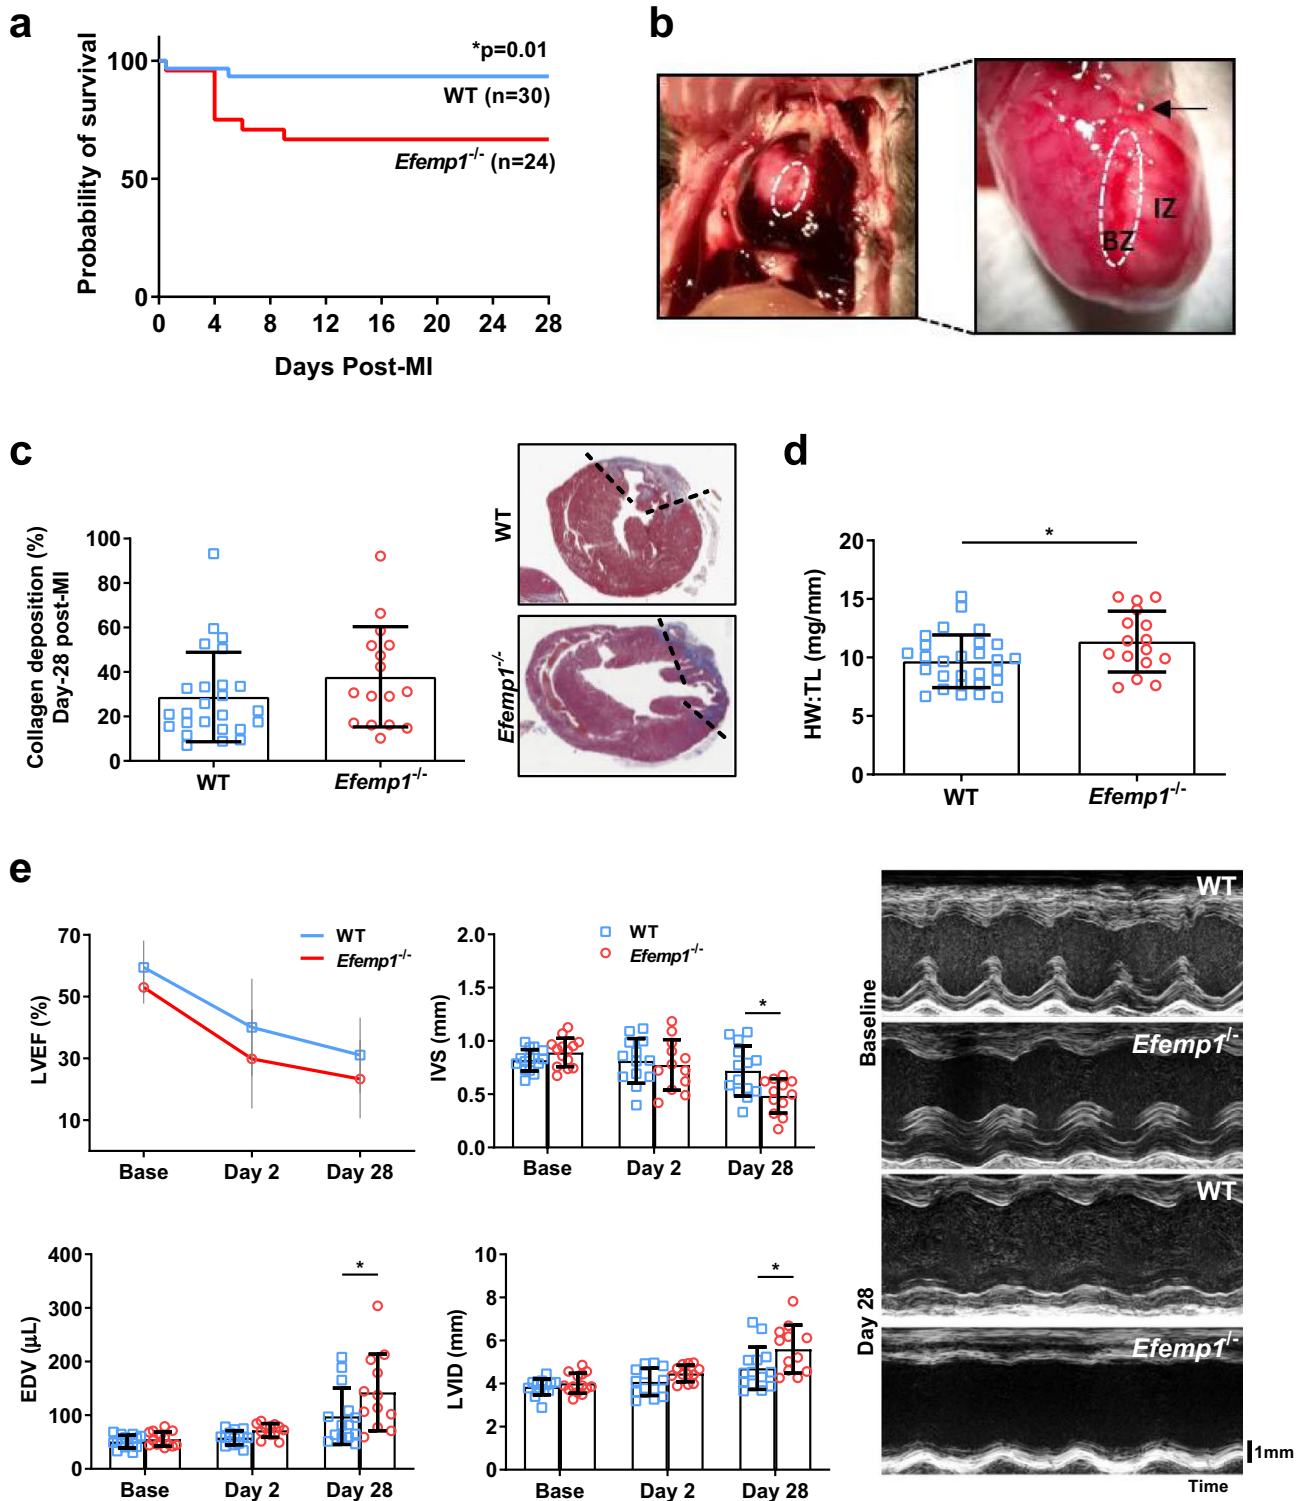 a
Probability of survival
100
50
0
*p=0.01
WT (n=30)
Efemp1-/- (n=24)
0 4 8 12 16 20 24 28
Days Post-MI
b
IZ
BZ
c
Collagen deposition (%)
Day-28 post-MI
100
80
60
40
20
0
WT
Efemp1-/-
WT
Efemp1-/-
d
HW:TL (mg/mm)
20
15
10
5
0
*
WT
Efemp1-/-
e
LVEF (%)
70
50
30
10
WT
Efemp1-/-
Base
Day 2
Day 28
IVS (mm)
2.0
1.5
1.0
0.5
0.0
WT
Efemp1-/-
*
Base
Day 2
Day 28
EDV (µL)
400
300
200
100
0
*
Base
Day 2
Day 28
LVID (mm)
10
8
6
4
2
0
*
Base
Day 2
Day 28
Baseline
WT
Efemp1-/-
Day 28
WT
Efemp1-/-
1mm
Time